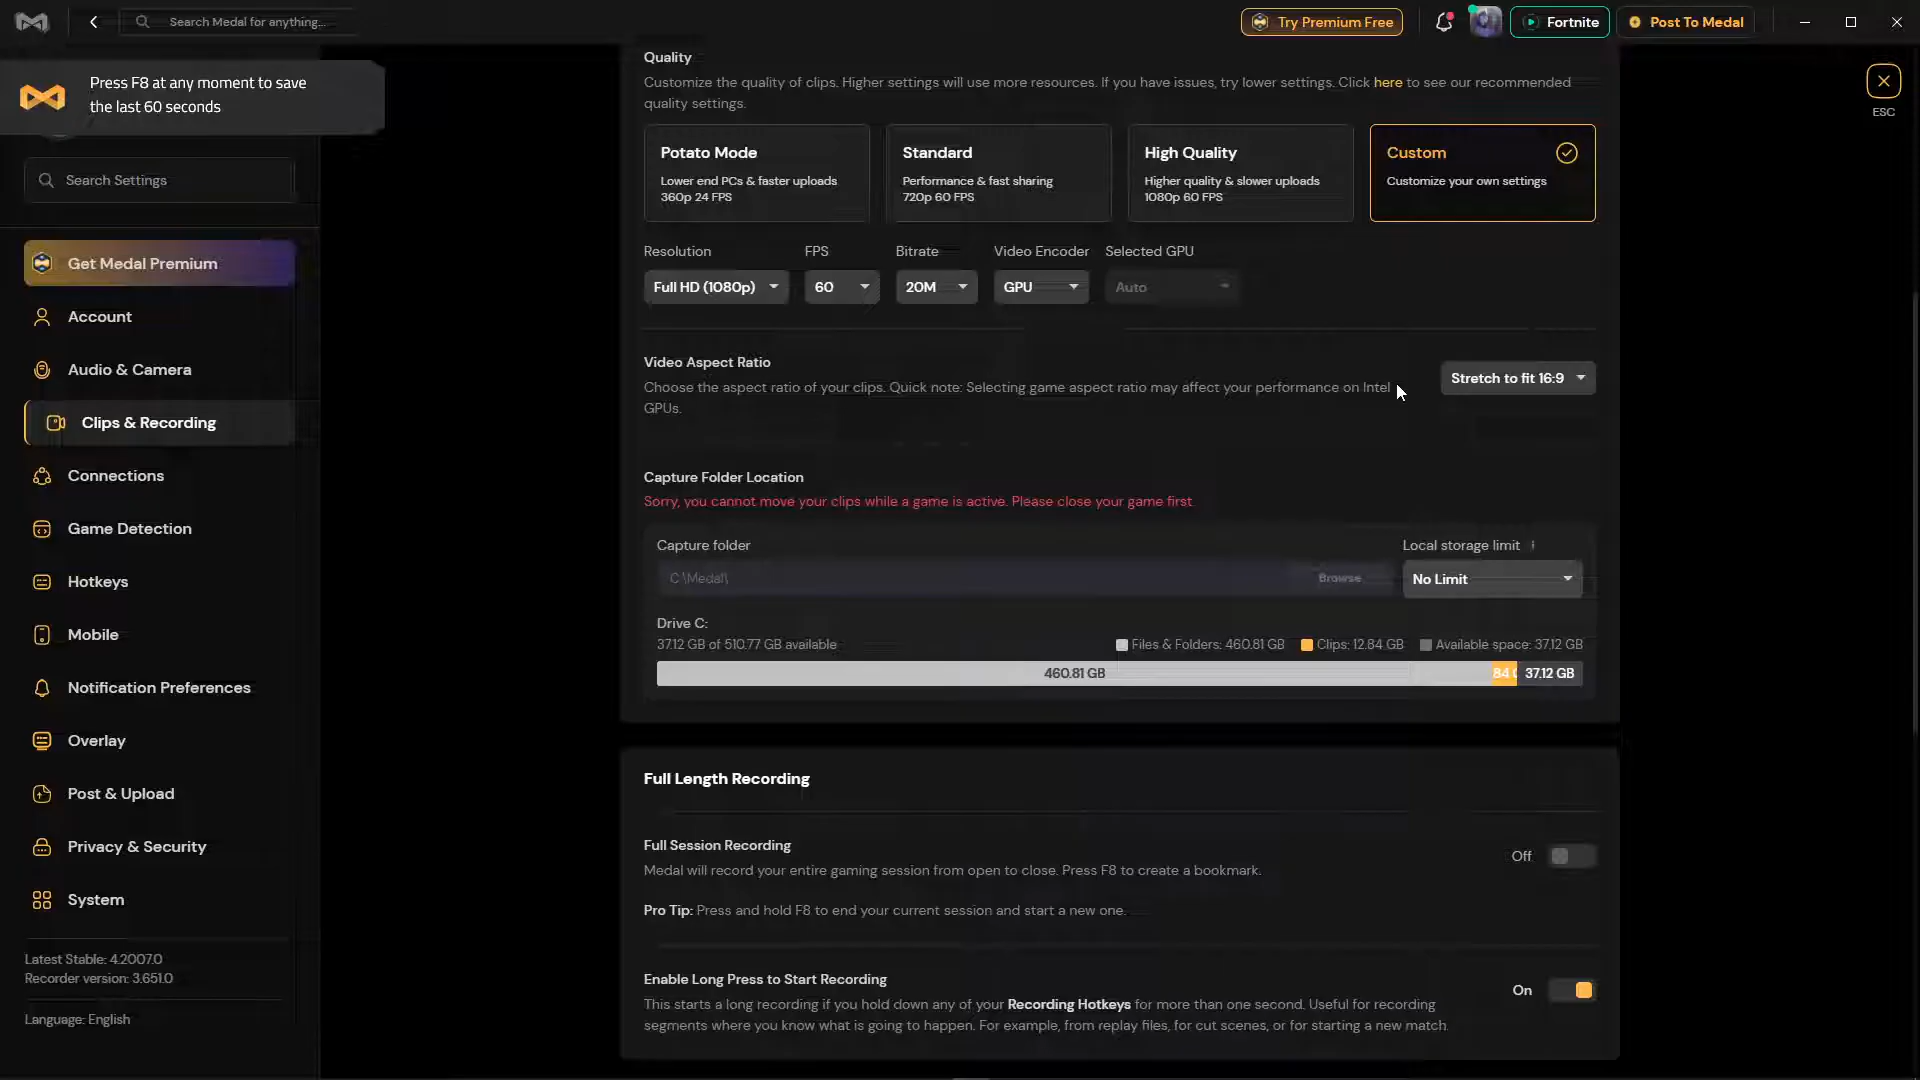 Search Medal for anything...
Try Premium Free
Fortnite
Post To Medal
Press F8 at any moment to save
the last 60 seconds
ESC
Search Settings
Get Medal Premium
Account
Audio & Camera
Clips & Recording
Connections
Game Detection
Hotkeys
Mobile
Notification Preferences
Overlay
Post & Upload
Privacy & Security
System
Latest Stable: 4.2007.0
Recorder version: 3.651.0
Language: English
Quality
Customize the quality of clips. Higher settings will use more resources. If you have issues, try lower settings. Click here to see our recommended
quality settings.
Potato Mode
Lower end PCs & faster uploads
360p 24 FPS
Standard
Performance & fast sharing
720p 60 FPS
High Quality
Higher quality & slower uploads
1080p 60 FPS
Custom
Customize your own settings
Resolution
FPS
Bitrate
Video Encoder
Selected GPU
Full HD (1080p)
60
20M
GPU
Auto
Video Aspect Ratio
Choose the aspect ratio of your clips. Quick note: Selecting game aspect ratio may affect your performance on Intel
GPUs.
Stretch to fit 16:9
Capture Folder Location
Sorry, you cannot move your clips while a game is active. Please close your game first.
Capture folder
C:\Medal\
Browse
Local storage limit
No Limit
Drive C:
37.12 GB of 510.77 GB available
Files & Folders: 460.81 GB
Clips: 12.84 GB
Available space: 37.12 GB
460.81 GB
84
37.12 GB
Full Length Recording
Full Session Recording
Medal will record your entire gaming session from open to close. Press F8 to create a bookmark.
Off
Pro Tip: Press and hold F8 to end your current session and start a new one.
Enable Long Press to Start Recording
This starts a long recording if you hold down any of your Recording Hotkeys for more than one second. Useful for recording
segments where you know what is going to happen. For example, from replay files, for cut scenes, or for starting a new match.
On